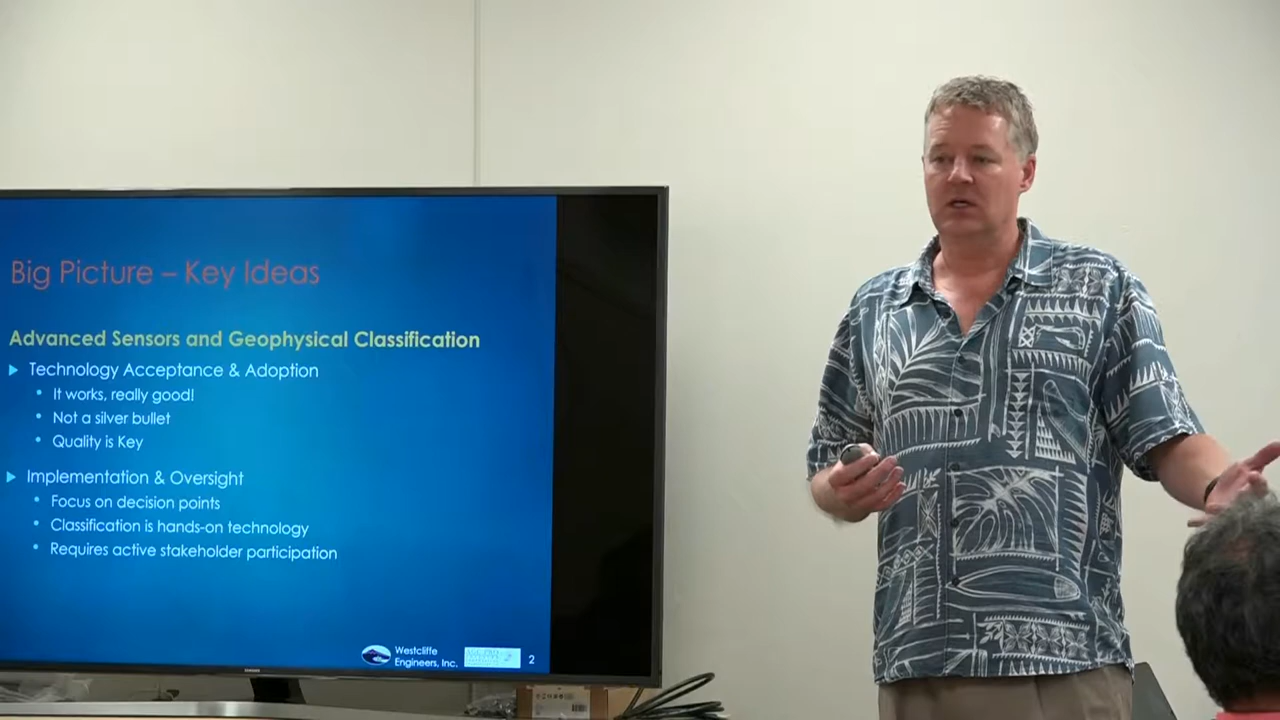 Big Picture – Key Ideas
Advanced Sensors and Geophysical Classification
Technology Acceptance & Adoption
It works, really good!
Not a silver bullet
Quality is Key
Implementation & Oversight
Focus on decision points
Classification is hands-on technology
Requires active stakeholder participation
Westcliffe
Engineers, Inc.
2
SAMSUNG